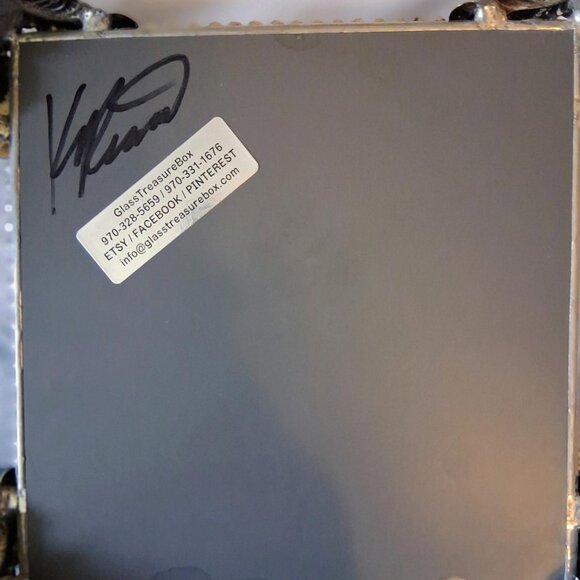 GlassTreasureBox
970-328-5659 / 970-331-1676
ETSY / FACEBOOK / PINTEREST
info@glasstreasurebox.com